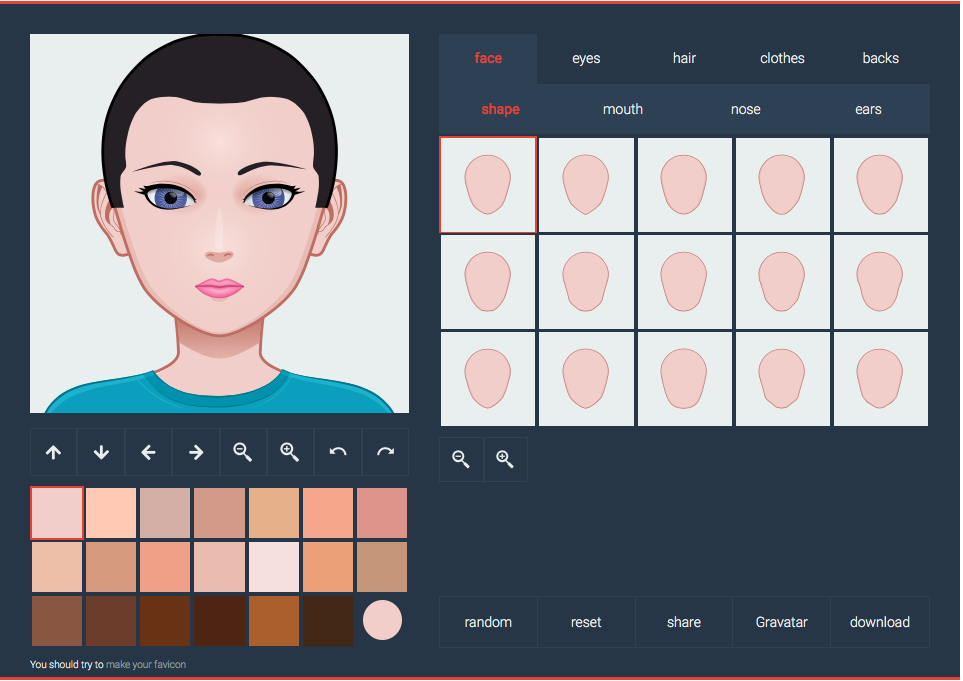 face eyes hair clothes backs
shape mouth nose ears
random reset share Gravatar download
You should try to make your favicon